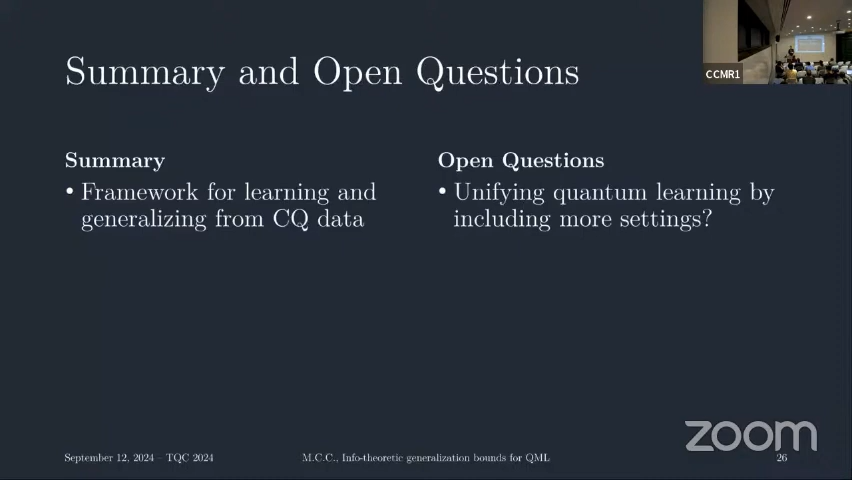 CCMR1
Summary and Open Questions
Summary
• Framework for learning and
generalizing from CQ data
Open Questions
• Unifying quantum learning by
including more settings?
zoom
September 12, 2024 – TQC 2024
M.C.C., Info-theoretic generalization bounds for QML
26